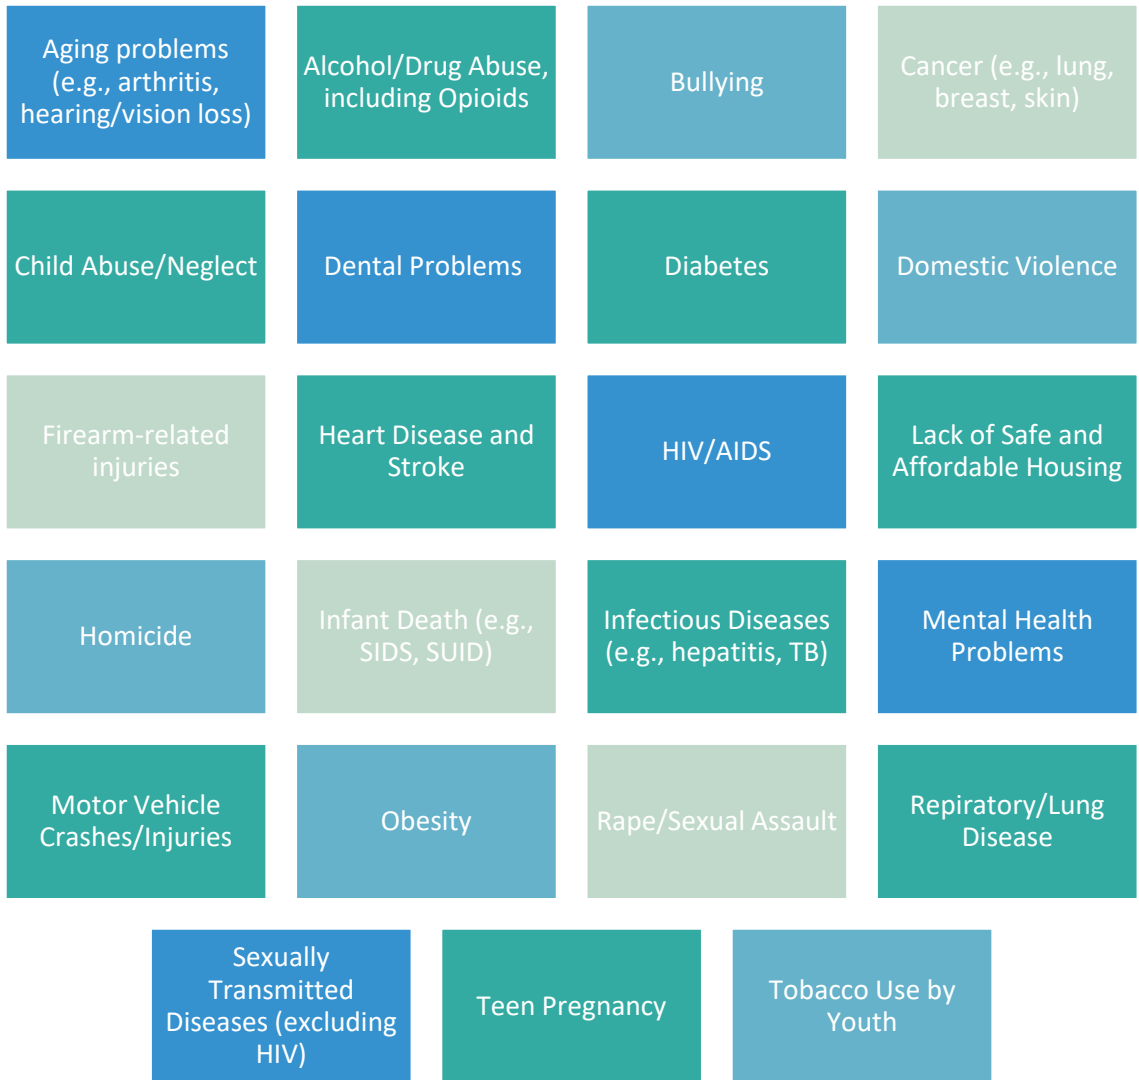 Aging problems
(e.g., arthritis,
hearing/vision loss)
Alcohol/Drug Abuse,
including Opioids
Bullying
Cancer (e.g., lung,
breast, skin)
Child Abuse/Neglect
Dental Problems
Diabetes
Domestic Violence
Firearm-related
injuries
Heart Disease and
Stroke
HIV/AIDS
Lack of Safe and
Affordable Housing
Homicide
Infant Death (e.g.,
SIDS, SUID)
Infectious Diseases
(e.g., hepatitis, TB)
Mental Health
Problems
Motor Vehicle
Crashes/Injuries
Obesity
Rape/Sexual Assault
Repiratory/Lung
Disease
Sexually
Transmitted
Diseases (excluding
HIV)
Teen Pregnancy
Tobacco Use by
Youth